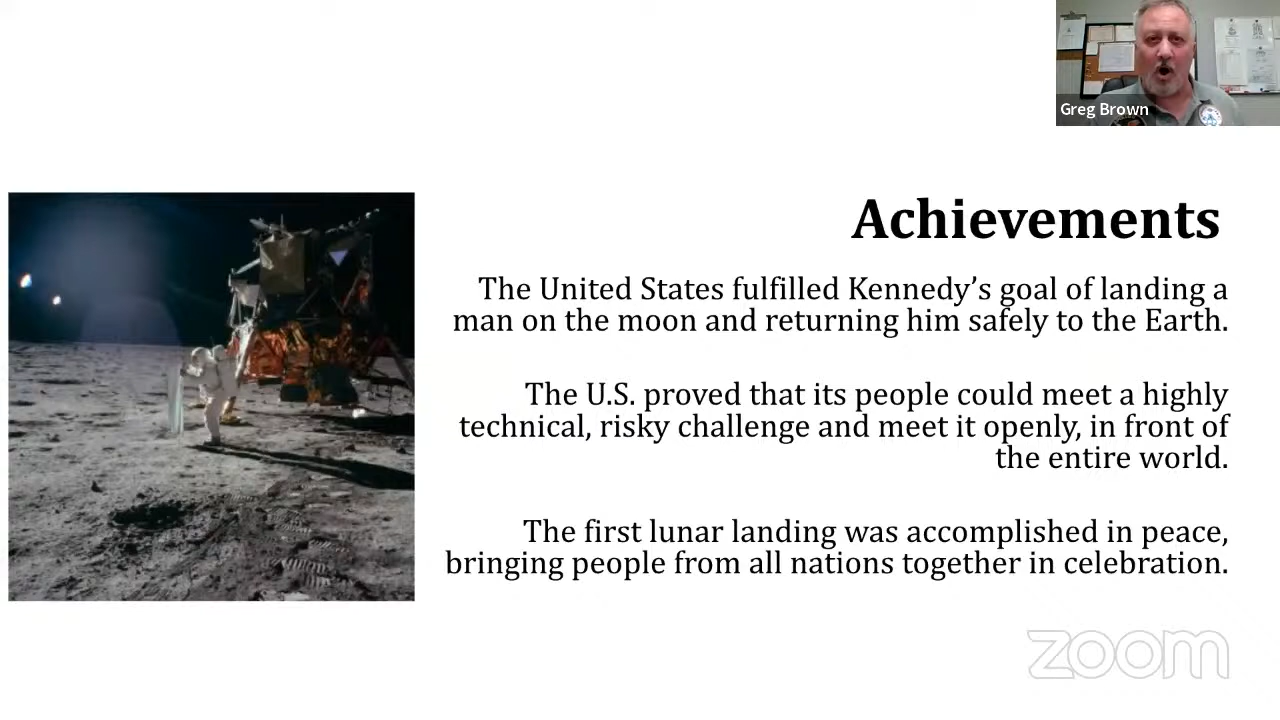 Greg Brown
Achievements
The United States fulfilled Kennedy’s goal of landing a
man on the moon and returning him safely to the Earth.
The U.S. proved that its people could meet a highly
technical, risky challenge and meet it openly, in front of
the entire world.
The first lunar landing was accomplished in peace,
bringing people from all nations together in celebration.
zoom